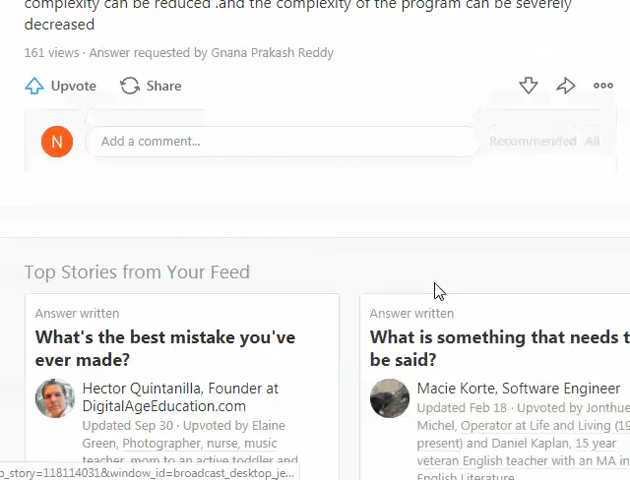 complexity can be reduced .and the complexity of the program can be severely
decreased
161 views · Answer requested by Gnana Prakash Reddy
Upvote Share
N Add a comment... Recommended All
Top Stories from Your Feed
Answer written
What's the best mistake you've
ever made?
Hector Quintanilla, Founder at
DigitalAgeEducation.com
Updated Sep 30 · Upvoted by Elaine
Green, Photographer, nurse, music
teacher, mom to an active toddler and
Answer written
What is something that needs t
be said?
Macie Korte, Software Engineer
Updated Feb 18 · Upvoted by Jonthue
Michel, Operator at Life and Living (19
present) and Daniel Kaplan, 15 year
veteran English teacher with an MA in
English Literature
o_story=118114031&window_id=broadcast_desktop_je...